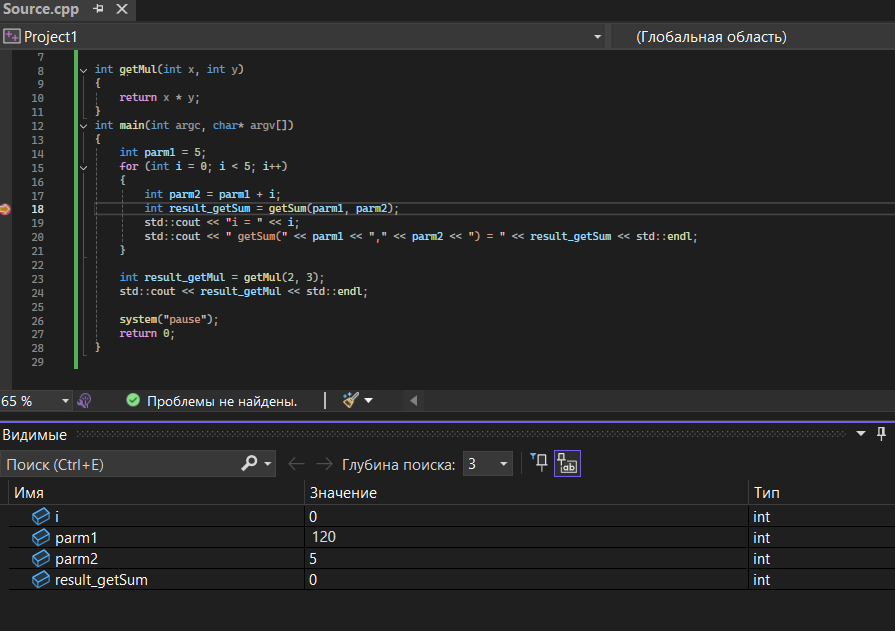 Source.cpp
Project1 (Глобальная область)
7
8 int getMul(int x, int y)
9 {
10 return x * y;
11 }
12 int main(int argc, char* argv[])
13 {
14 int parm1 = 5;
15 for (int i = 0; i < 5; i++)
16 {
17 int parm2 = parm1 + i;
18 int result_getSum = getSum(parm1, parm2);
19 std::cout << "i = " << i;
20 std::cout << " getSum(" << parm1 << "," << parm2 << ") = " << result_getSum << std::endl;
21 }
22
23 int result_getMul = getMul(2, 3);
24 std::cout << result_getMul << std::endl;
25
26 system("pause");
27 return 0;
28 }
29
65 % Проблемы не найдены.
Видимые
Поиск (Ctrl+E) Глубина поиска: 3
Имя Значение Тип
i 0 int
parm1 120 int
parm2 5 int
result_getSum 0 int